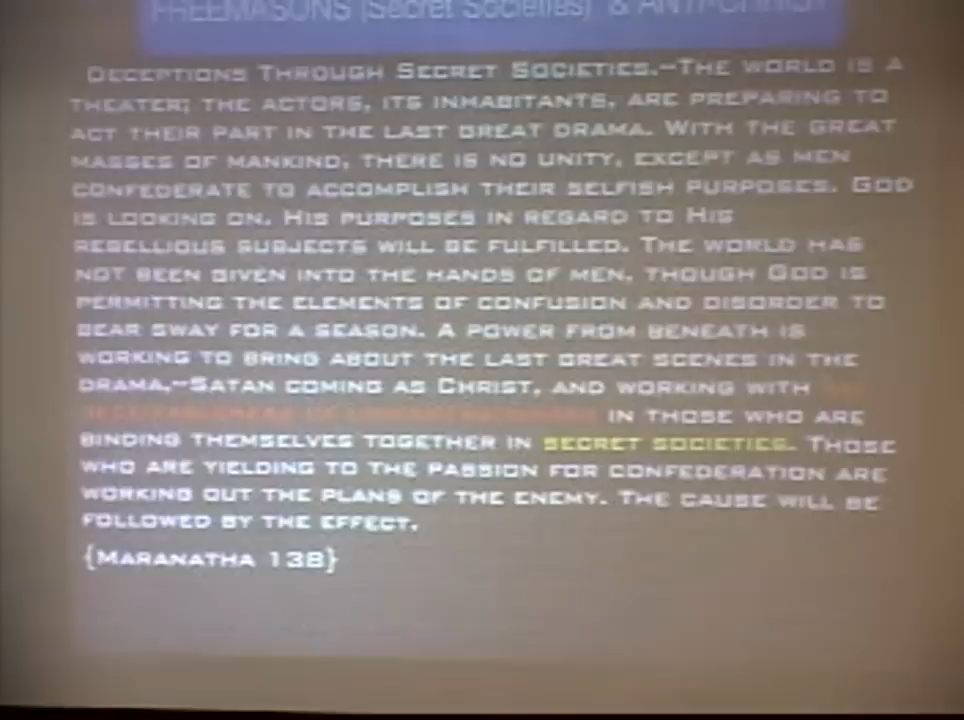 FREEMASONS (Secret Societies) & ANTI-CHRIST
DECEPTIONS THROUGH SECRET SOCIETIES.—THE WORLD IS A
THEATER; THE ACTORS, ITS INHABITANTS, ARE PREPARING TO
ACT THEIR PART IN THE LAST GREAT DRAMA. WITH THE GREAT
MASSES OF MANKIND, THERE IS NO UNITY, EXCEPT AS MEN
CONFEDERATE TO ACCOMPLISH THEIR SELFISH PURPOSES. GOD
IS LOOKING ON. HIS PURPOSES IN REGARD TO HIS
REBELLIOUS SUBJECTS WILL BE FULFILLED. THE WORLD HAS
NOT BEEN GIVEN INTO THE HANDS OF MEN, THOUGH GOD IS
PERMITTING THE ELEMENTS OF CONFUSION AND DISORDER TO
BEAR SWAY FOR A SEASON. A POWER FROM BENEATH IS
WORKING TO BRING ABOUT THE LAST GREAT SCENES IN THE
DRAMA,—SATAN COMING AS CHRIST, AND WORKING WITH
IN THOSE WHO ARE
BINDING THEMSELVES TOGETHER IN SECRET SOCIETIES. THOSE
WHO ARE YIELDING TO THE PASSION FOR CONFEDERATION ARE
WORKING OUT THE PLANS OF THE ENEMY. THE CAUSE WILL BE
FOLLOWED BY THE EFFECT.
{MARANATHA 138}